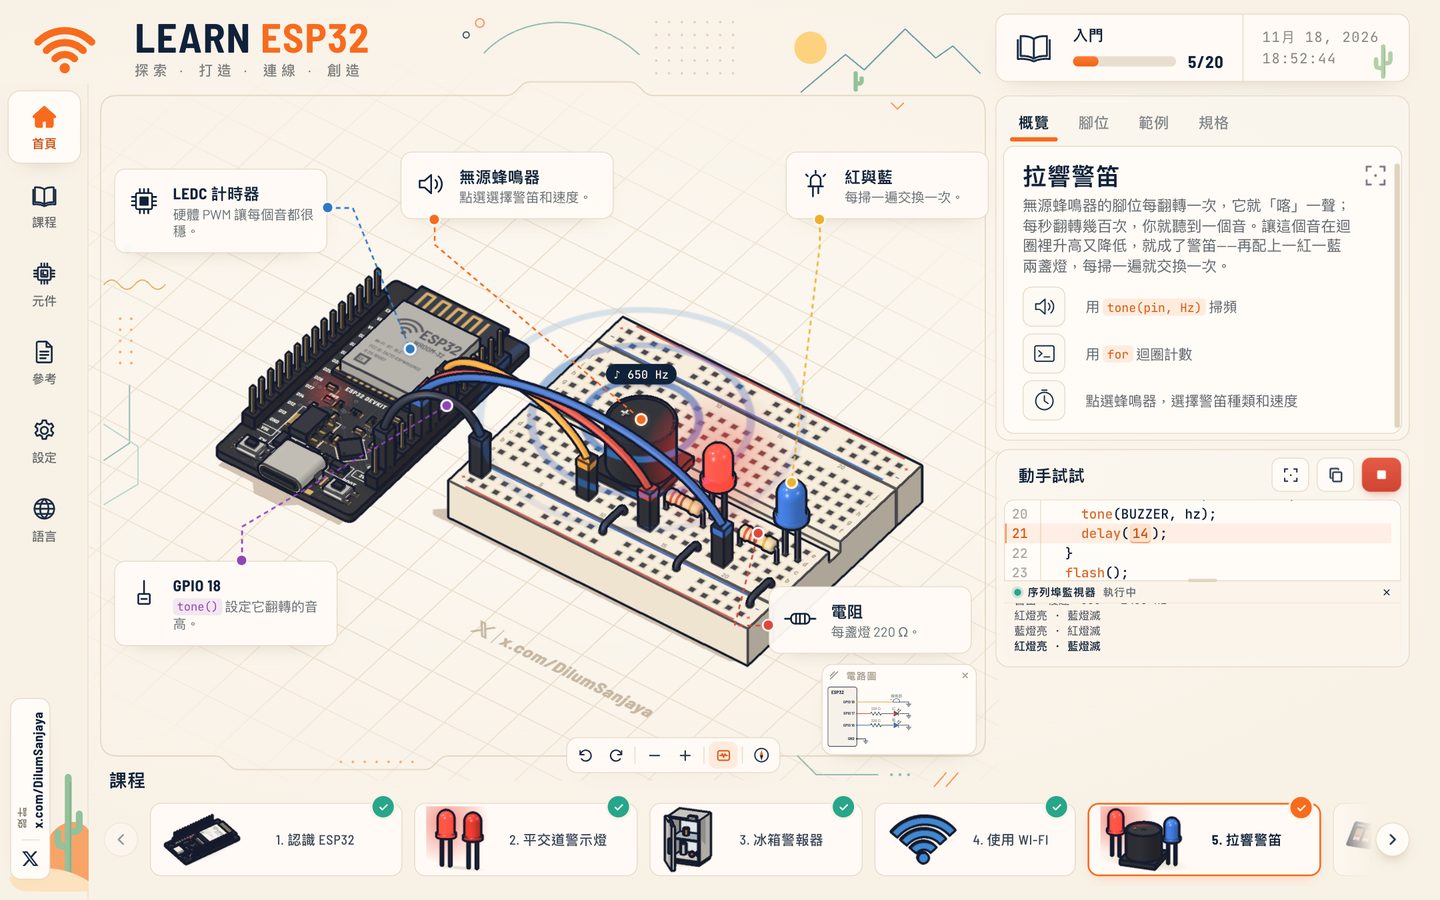 LEARN ESP32
探索 · 打造 · 連線 · 創造
入門
5/20
11月 18, 2026
18:52:44
首頁
課程
元件
參考
設定
語言
設計
x.com/DilumSanjaya
LEDC 計時器
硬體 PWM 讓每個音都很
穩。
無源蜂鳴器
點選選擇警笛和速度。
紅與藍
每掃一遍交換一次。
♪ 650 Hz
ESP32
ESP32 DEVKIT
GPIO 18
tone() 設定它翻轉的音
高。
電阻
每盞燈 220 Ω。
x.com/DilumSanjaya
電路圖
ESP32
概覽
腳位
範例
規格
拉響警笛
無源蜂鳴器的腳位每翻轉一次，它就「喀」一聲；
每秒翻轉幾百次，你就聽到一個音。讓這個音在迴
圈裡升高又降低，就成了警笛——再配上一紅一藍
兩盞燈，每掃一遍就交換一次。
用 tone(pin, Hz) 掃頻
用 for 迴圈計數
點選蜂鳴器，選擇警笛種類和速度
動手試試
20 tone(BUZZER, hz);
21 delay(14);
22 }
23 flash();
序列埠監視器 執行中
紅燈亮 · 藍燈滅
藍燈亮 · 紅燈滅
紅燈亮 · 藍燈滅
課程
1. 認識 ESP32
2. 平交道警示燈
3. 冰箱警報器
4. 使用 WI-FI
5. 拉響警笛